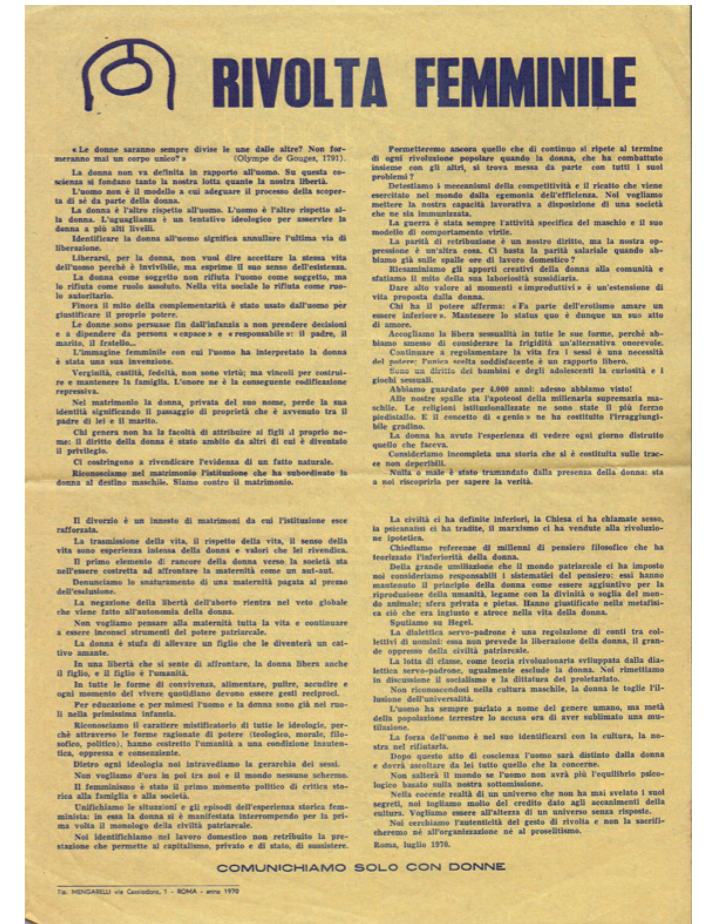 RIVOLTA FEMMINILE
« Le donne saranno sempre divise le une dalle altre? Non for-
meranno mai un corpo unico? » (Olympe de Gouges, 1791).
La donna non va definita in rapporto all'uomo. Su questa co-
scienza si fondano tanto la nostra lotta quanto la nostra libertà.
L'uomo non è il modello a cui adeguare il processo della scoper-
ta di sé da parte della donna.
La donna è l'altro rispetto all'uomo. L'uomo è l'altro rispetto al-
la donna. L'uguaglianza è un tentativo ideologico per asservire la
donna a più alti livelli.
Identificare la donna all'uomo significa annullare l'ultima via di
liberazione.
Liberarsi, per la donna, non vuol dire accettare la stessa vita
dell'uomo perchè è invivibile, ma esprimere il suo senso dell'esistenza.
La donna come soggetto non rifiuta l'uomo come soggetto, ma
lo rifiuta come ruolo assoluto. Nella vita sociale lo rifiuta come ruo-
lo autoritario.
Finora il mito della complementarità è stato usato dall'uomo per
giustificare il proprio potere.
Le donne sono persuase fin dall'infanzia a non prendere decisioni
e a dipendere da persona « capace » e « responsabile »: il padre, il
marito, il fratello...
L'immagine femminile con cui l'uomo ha interpretato la donna
è stata una sua invenzione.
Verginità, castità, fedeltà, non sono virtù; ma vincoli per costrui-
re e mantenere la famiglia. L'onore ne è la conseguente codificazione
repressiva.
Nel matrimonio la donna, privata del suo nome, perde la sua
identità significando il passaggio di proprietà che è avvenuto tra il
padre di lei e il marito.
Chi genera non ha la facoltà di attribuire ai figli il proprio no-
me: il diritto della donna è stato ambito da altri di cui è diventato
il privilegio.
Ci costringono a rivendicare l'evidenza di un fatto naturale.
Riconosciamo nel matrimonio l'istituzione che ha subordinato la
donna al destino maschile. Siamo contro il matrimonio.
Il divorzio è un innesto di matrimoni da cui l'istituzione esce
rafforzata.
La trasmissione della vita, il rispetto della vita, il senso della
vita sono esperienza intensa della donna e valori che lei rivendica.
Il primo elemento di rancore della donna verso la società sta
nell'essere costretta ad affrontare la maternità come un aut-aut.
Denunciamo lo snaturamento di una maternità pagata al prezzo
dell'esclusione.
La negazione della libertà dell'aborto rientra nel veto globale
che viene fatto all'autonomia della donna.
Non vogliamo pensare alla maternità tutta la vita e continuare
a essere inconsci strumenti del potere patriarcale.
La donna è stufa di allevare un figlio che le diventerà un cat-
tivo amante.
In una libertà che si sente di affrontare, la donna libera anche
il figlio, e il figlio è l'umanità.
In tutte le forme di convivenza, alimentare, pulire, accudire e
ogni momento del vivere quotidiano devono essere gesti reciproci.
Per educazione e per mimesi l'uomo e la donna sono già nei ruo-
li nella primissima infanzia.
Riconosciamo il carattere mistificatorio di tutte le ideologie, per-
chè attraverso le forme ragionate di potere (teologico, morale, filo-
sofico, politico), hanno costretto l'umanità a una condizione inauten-
tica, oppressa e consenziente.
Dietro ogni ideologia noi intravediamo la gerarchia dei sessi.
Non vogliamo d'ora in poi tra noi e il mondo nessuno schermo.
Il femminismo è stato il primo momento politico di critica sto-
rica alla famiglia e alla società.
Unifichiamo le situazioni e gli episodi dell'esperienza storica fem-
minista: in essa la donna si è manifestata interrompendo per la pri-
ma volta il monologo della civiltà patriarcale.
Noi identifichiamo nel lavoro domestico non retribuito la pre-
stazione che permette al capitalismo, privato e di stato, di sussistere.
Permetteremo ancora quello che di continuo si ripete al termine
di ogni rivoluzione popolare quando la donna, che ha combattuto
insieme con gli altri, si trova messa da parte con tutti i suoi
problemi ?
Detestiamo i meccanismi della competitività e il ricatto che viene
esercitato nel mondo dalla egemonia dell'efficienza. Noi vogliamo
mettere la nostra capacità lavorativa a disposizione di una società
che ne sia immunizzata.
La guerra è stata sempre l'attività specifica del maschio e il suo
modello di comportamento virile.
La parità di retribuzione è un nostro diritto, ma la nostra op-
pressione è un'altra cosa. Ci basta la parità salariale quando ab-
biamo già sulle spalle ore di lavoro domestico ?
Riesaminiamo gli apporti creativi della donna alla comunità e
sfatiamo il mito della sua laboriosità sussidiaria.
Dare alto valore ai momenti « improduttivi » è un'estensione di
vita proposta dalla donna.
Chi ha il potere afferma: « Fa parte dell'erotismo amare un
essere inferiore ». Mantenere lo status quo è dunque un suo atto
di amore.
Accogliamo la libera sessualità in tutte le sue forme, perchè ab-
biamo smesso di considerare la frigidità un'alternativa onorevole.
Continuare a regolamentare la vita fra i sessi è una necessità
del potere; l'unica scelta soddisfacente è un rapporto libero.
Sono un diritto dei bambini e degli adolescenti la curiosità e i
giochi sessuali.
Abbiamo guardato per 4.000 anni: adesso abbiamo visto!
Alle nostre spalle sta l'apoteosi della millenaria supremazia ma-
schile. Le religioni istituzionalizzate ne sono state il più fermo
piedistallo. E il concetto di « genio » ne ha costituito l'irraggiungi-
bile gradino.
La donna ha avuto l'esperienza di vedere ogni giorno distrutto
quello che faceva.
Consideriamo incompleta una storia che si è costituita sulle trac-
ce non deperibili.
Nulla o male è stato tramandato dalla presenza della donna: sta
a noi riscoprirla per sapere la verità.
La civiltà ci ha definite inferiori, la Chiesa ci ha chiamate sesso,
la psicanalisi ci ha tradite, il marxismo ci ha vendute alla rivoluzio-
ne ipotetica.
Chiediamo referenze di millenni di pensiero filosofico che ha
teorizzato l'inferiorità della donna.
Della grande umiliazione che il mondo patriarcale ci ha imposto
noi consideriamo responsabili i sistematici del pensiero: essi hanno
mantenuto il principio della donna come essere aggiuntivo per la
riproduzione della umanità, legame con la divinità o soglia del mon-
do animale; sfera privata e pietas. Hanno giustificato nella metafisi-
ca ciò che era ingiusto e atroce nella vita della donna.
Sputiamo su Hegel.
La dialettica servo-padrone è una regolazione di conti tra col-
lettivi di uomini: essa non prevede la liberazione della donna, il gran-
de oppresso della civiltà patriarcale.
La lotta di classe, come teoria rivoluzionaria sviluppata dalla dia-
lettica servo-padrone, ugualmente esclude la donna. Noi rimettiamo
in discussione il socialismo e la dittatura del proletariato.
Non riconoscendosi nella cultura maschile, la donna le toglie l'il-
lusione dell'universalità.
L'uomo ha sempre parlato a nome del genere umano, ma metà
della popolazione terrestre lo accusa ora di aver sublimato una mu-
tilazione.
La forza dell'uomo è nel suo identificarsi con la cultura, la no-
stra nel rifiutarla.
Dopo questo atto di coscienza l'uomo sarà distinto dalla donna
e dovrà ascoltare da lei tutto quello che la concerne.
Non salterà il mondo se l'uomo non avrà più l'equilibrio psico-
logico basato sulla nostra sottomissione.
Nella cocente realtà di un universo che non ha mai svelato i suoi
segreti, noi togliamo molto del credito dato agli accanimenti della
cultura. Vogliamo essere all'altezza di un universo senza risposte.
Noi cerchiamo l'autenticità del gesto di rivolta e non la sacrifi-
cheremo né all'organizzazione né al proselitismo.
Roma, luglio 1970.
COMUNICHIAMO SOLO CON DONNE
Tip. MENGARELLI via Cassiodoro, 1 - ROMA - anno 1970